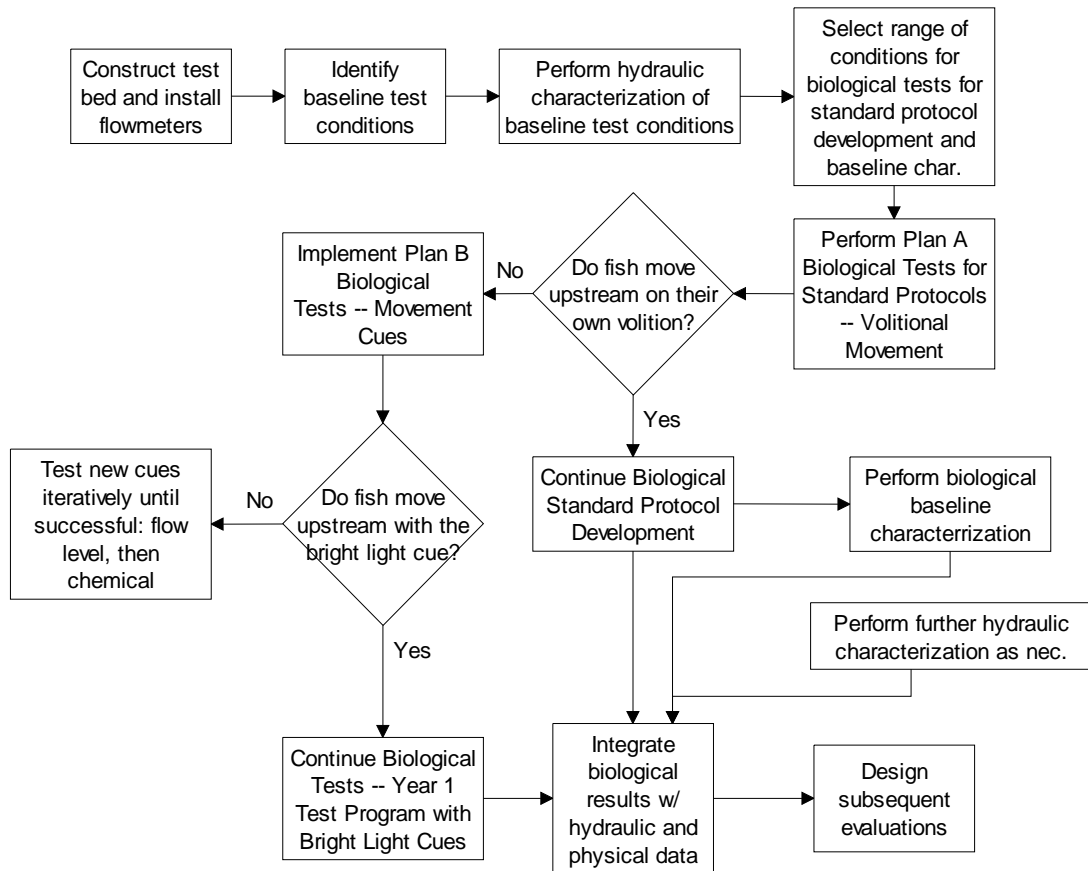 Construct test
bed and install
flowmeters
Identify
baseline test
conditions
Perform hydraulic
characterization of
baseline test conditions
Select range of
conditions for
biological tests for
standard protocol
development and
baseline char.
Perform Plan A
Biological Tests for
Standard Protocols
-- Volitional
Movement
Do fish move
upstream on their
own volition?
No
Implement Plan B
Biological
Tests -- Movement
Cues
Yes
Do fish move
upstream with the
bright light cue?
No
Test new cues
iteratively until
successful: flow
level, then
chemical
Continue Biological
Standard Protocol
Development
Perform biological
baseline
characterrization
Perform further hydraulic
characterization as nec.
Yes
Continue Biological
Tests -- Year 1
Test Program with
Bright Light Cues
Integrate
biological
results w/
hydraulic and
physical data
Design
subsequent
evaluations